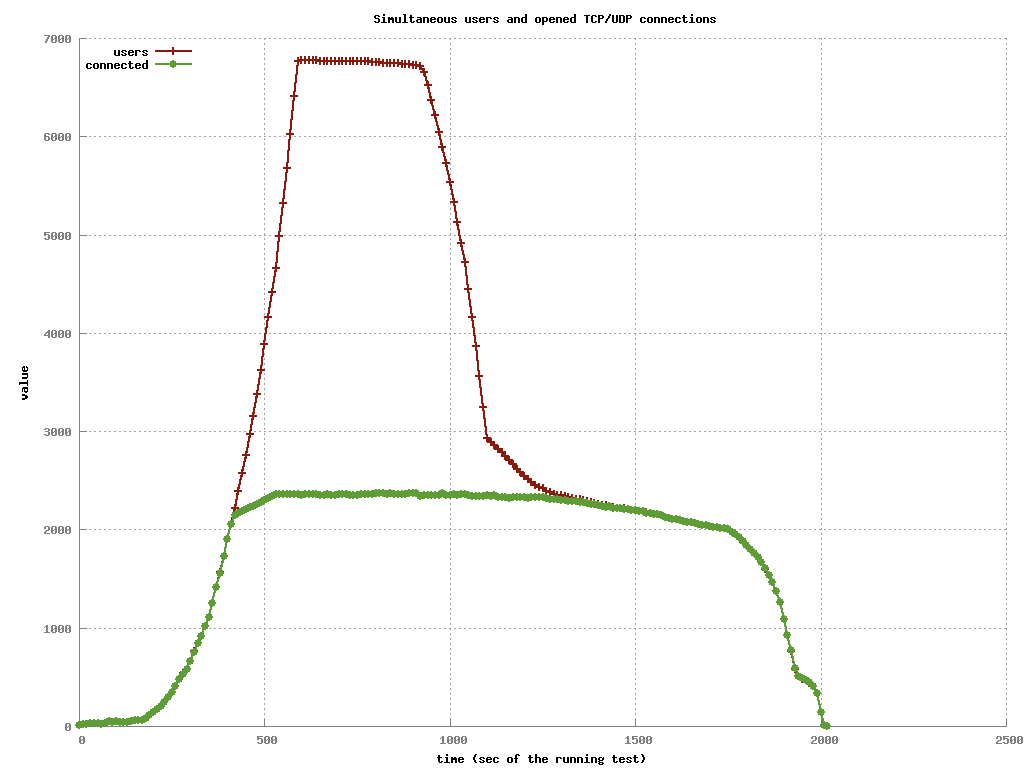 Simultaneous users and opened TCP/UDP connections
7000
users
connected
6000
5000
4000
value
3000
2000
1000
0
0 500 1000 1500 2000 2500
time (sec of the running test)